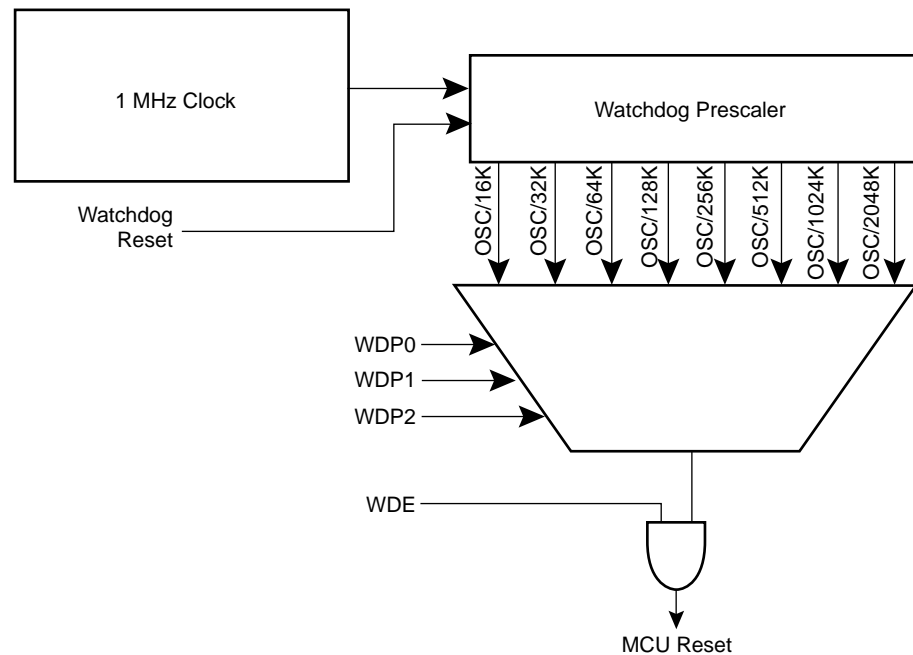 1 MHz Clock
Watchdog Prescaler
Watchdog
Reset
OSC/16K
OSC/32K
OSC/64K
OSC/128K
OSC/256K
OSC/512K
OSC/1024K
OSC/2048K
WDP0
WDP1
WDP2
WDE
MCU Reset